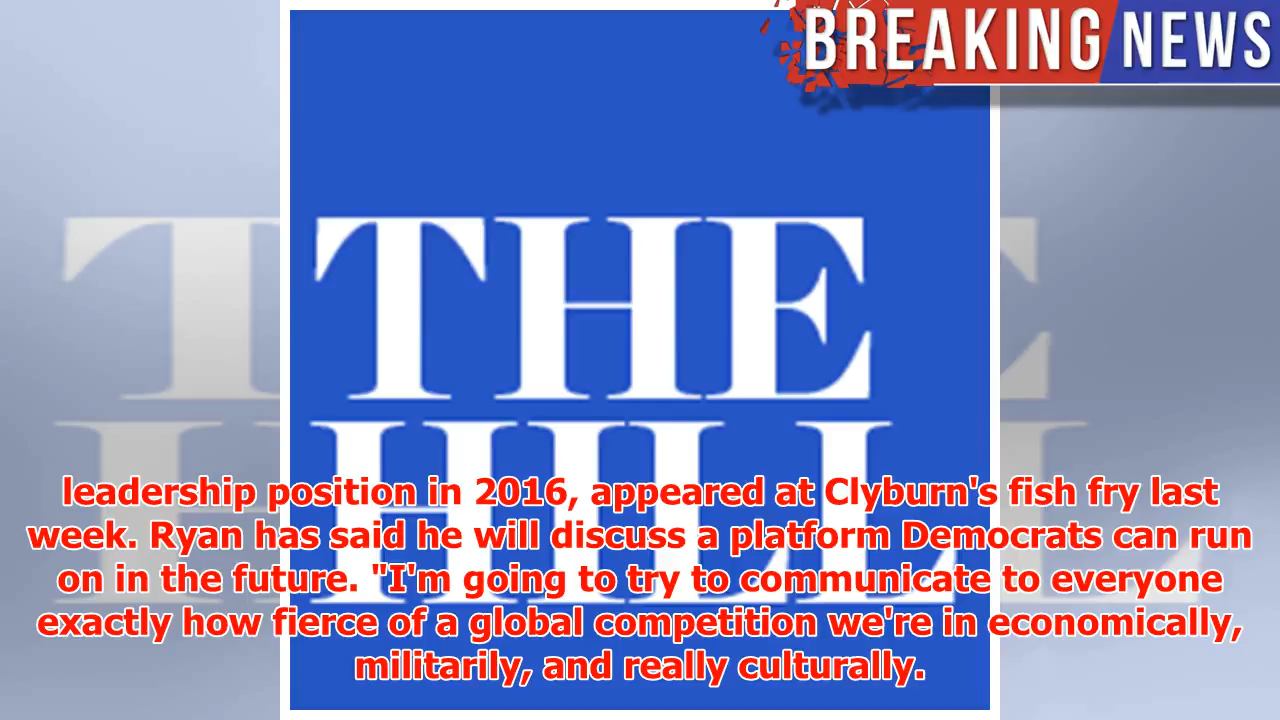 BREAKING NEWS
THE
HILL
leadership position in 2016, appeared at Clyburn's fish fry last
week. Ryan has said he will discuss a platform Democrats can run
on in the future. "I'm going to try to communicate to everyone
exactly how fierce of a global competition we're in economically,
militarily, and really culturally.